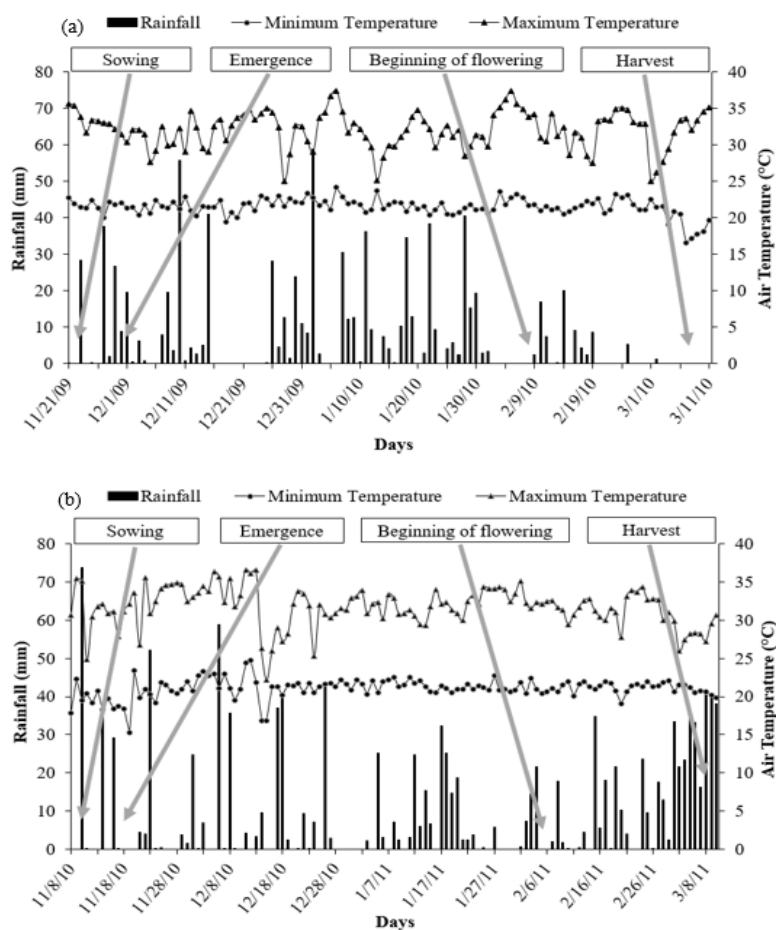 (a)
Rainfall Minimum Temperature Maximum Temperature
Sowing Emergence Beginning of flowering Harvest
80 40
70 35
60 30
50 25
40 20
30 15
20 10
10 5
0 0
Rainfall (mm)
Air Temperature (°C)
11/21/09 12/1/09 12/11/09 12/21/09 12/31/09 1/10/10 1/20/10 1/30/10 2/9/10 2/19/10 3/1/10 3/11/10
Days
(b)
Rainfall Minimum Temperature Maximum Temperature
Sowing Emergence Beginning of flowering Harvest
80 40
70 35
60 30
50 25
40 20
30 15
20 10
10 5
0 0
Rainfall (mm)
Air Temperature (°C)
11/8/10 11/18/10 11/28/10 12/8/10 12/18/10 12/28/10 1/7/11 1/17/11 1/27/11 2/6/11 2/16/11 2/26/11 3/8/11
Days